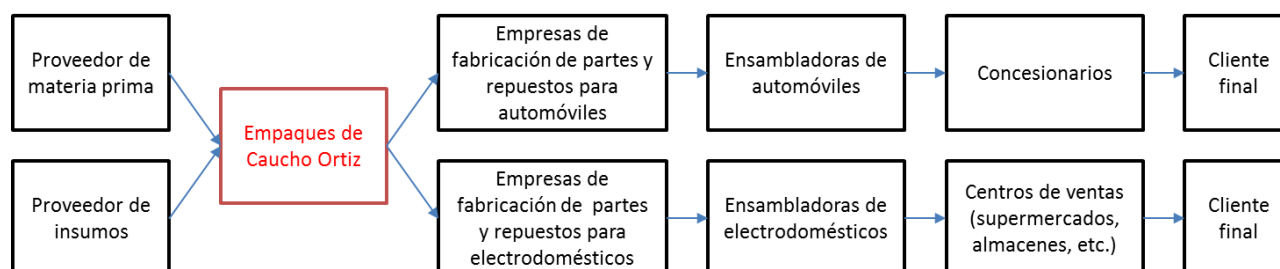 Proveedor de
materia prima
Proveedor de
insumos
Empaques de
Caucho Ortiz
Empresas de
fabricación de partes y
repuestos para
automóviles
Ensambladoras de
automóviles
Concesionarios
Cliente
final
Empresas de
fabricación de partes
y repuestos para
electrodomésticos
Ensambladoras de
electrodomésticos
Centros de ventas
(supermercados,
almacenes, etc.)
Cliente
final